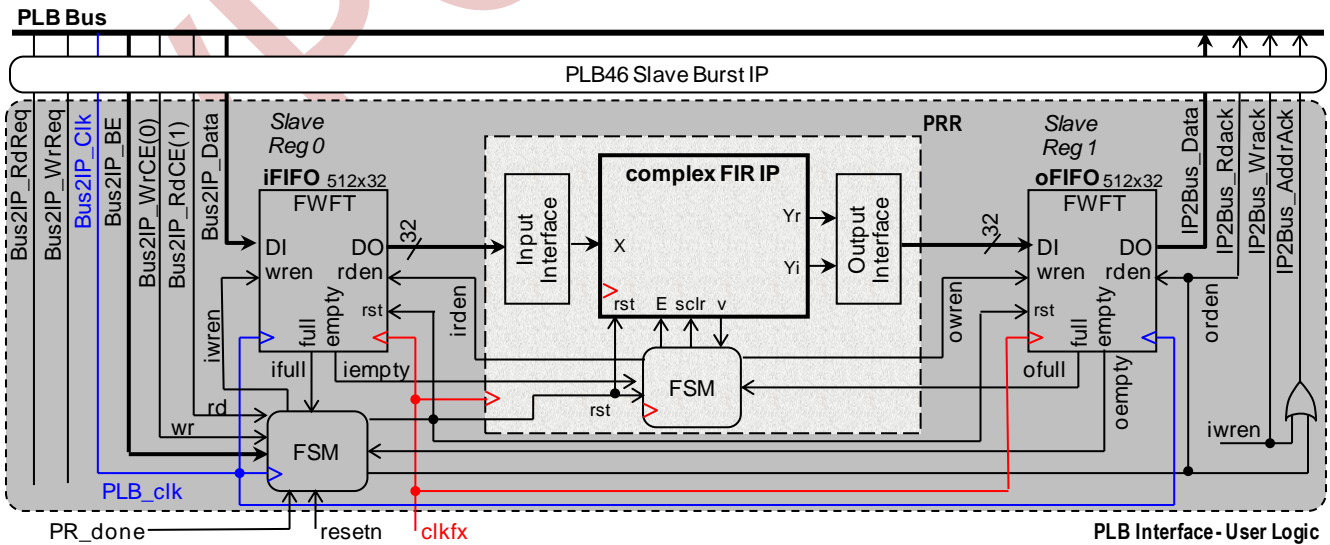 PLB Bus
PLB46 Slave Burst IP
Bus2IP_RdReq
Bus2IP_WrReq
Bus2IP_Clk
Bus2IP_BE
Bus2IP_WrCE(0)
Bus2IP_RdCE(1)
Bus2IP_Data
Slave
Reg 0
iFIFO 512x32
FWFT
DI
DO
wren
rden
rst
full
empty
32
iwren
irden
ifull
iempty
rd
wr
FSM
PLB_clk
PR_done
resetn
clkfx
rst
PRR
Input
Interface
complex FIR IP
X
Yr
Yi
rst
E
sclr
v
Output
Interface
FSM
32
owren
Slave
Reg 1
oFIFO 512x32
FWFT
DI
DO
wren
rden
rst
full
empty
ofull
oempty
orden
iwren
IP2Bus_Data
IP2Bus_Rdack
IP2Bus_Wrack
IP2Bus_AddrAck
PLB Interface - User Logic